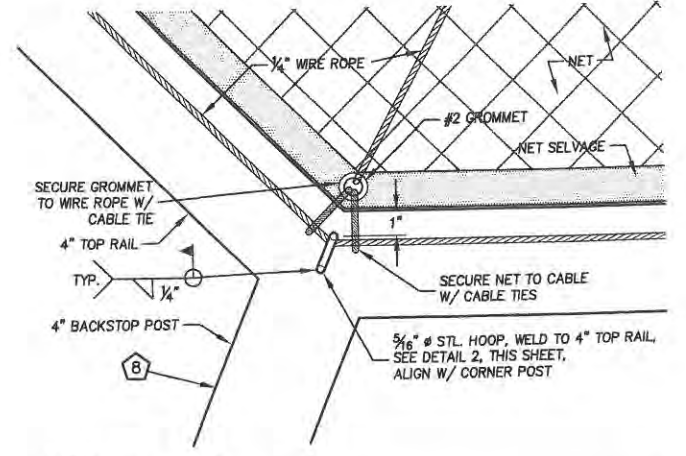 1/4" WIRE ROPE
NET
#2 GROMMET
NET SELVAGE
SECURE GROMMET
TO WIRE ROPE W/
CABLE TIE
4" TOP RAIL
1"
TYP.
1/4"
SECURE NET TO CABLE
W/ CABLE TIES
4" BACKSTOP POST
8
5/16" ø STL. HOOP, WELD TO 4" TOP RAIL,
SEE DETAIL 2, THIS SHEET,
ALIGN W/ CORNER POST